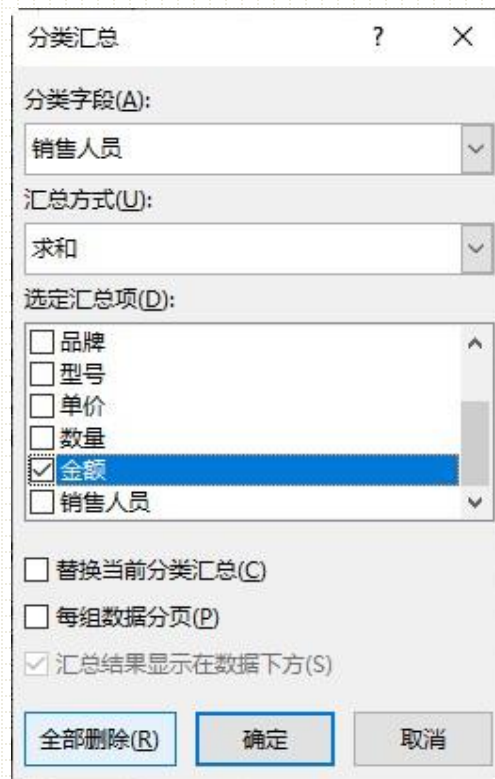 分类汇总 ? ×
分类字段(A):
销售人员
汇总方式(U):
求和
选定汇总项(D):
品牌
型号
单价
数量
金额
销售人员
替换当前分类汇总(C)
每组数据分页(P)
汇总结果显示在数据下方(S)
全部删除(R) 确定 取消